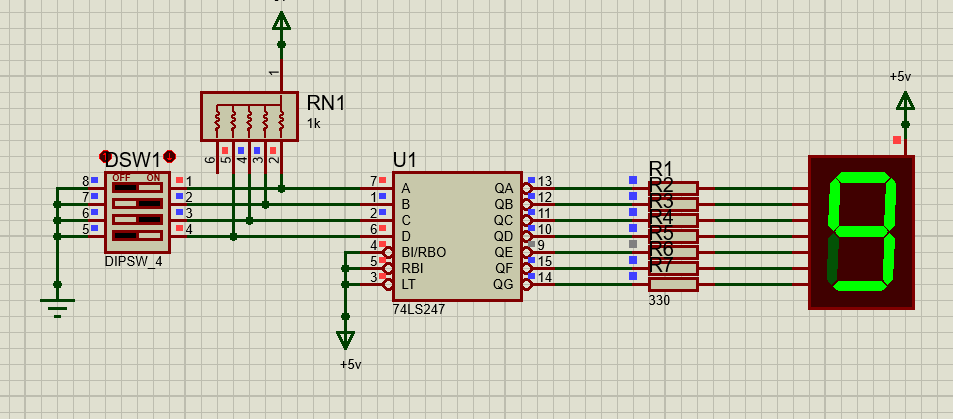 +5v
1
RN1
1k
6 5 4 3 2
DSW1
OFF ON
8 1
7 2
6 3
5 4
DIPSW_4
U1
7 A QA 13
1 B QB 12
2 C QC 11
6 D QD 10
4 BI/RBO QE 9
5 RBI QF 15
3 LT QG 14
74LS247
+5v
R1
R2
R3
R4
R5
R6
R7
330